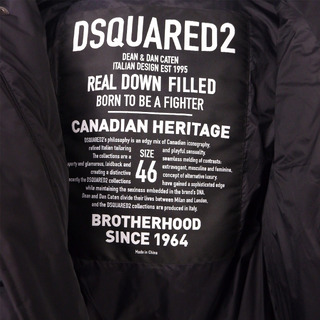 DSQUARED2
DEAN & DAN CATEN
ITALIAN DESIGN EST 1995
REAL DOWN FILLED
BORN TO BE A FIGHTER
CANADIAN HERITAGE
DSQUARED2's philosophy is an edgy mix of Canadian iconography,
refined Italian tailoring and playful sensuality.
The collections are a seamless melding of contrasts:
sporty and glamorous, laidback and extravagant, masculine and feminine,
creating a distinctive concept of alternative luxury.
recently the DSQUARED2 collections have gained a sophisticated edge
SIZE
46
while maintaining the sexiness embedded in the brand's DNA.
Dean and Dan Caten divide their lives between Milan and London,
and the DSQUARED2 collections are produced in Italy.
BROTHERHOOD
SINCE 1964
Made in China